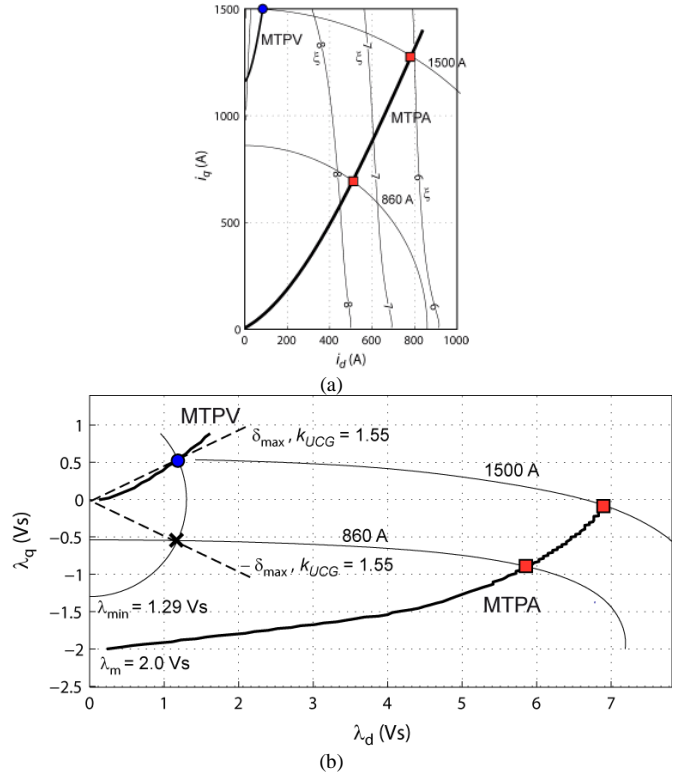 1500
MTPV
8
ξ
7
ξ
1500 A
MTPA
1000
i_q (A)
8
7
6
ξ
860 A
500
8
7
6
0
0
200
400
600
800
1000
i_d (A)
(a)
MTPV
δmax , kUCG = 1.55
1
0.5
1500 A
0
λq (Vs)
−0.5
860 A
−δmax , kUCG = 1.55
−1
λmin = 1.29 Vs
MTPA
−1.5
λm = 2.0 Vs
−2
−2.5
0
1
2
3
4
5
6
7
λd (Vs)
(b)